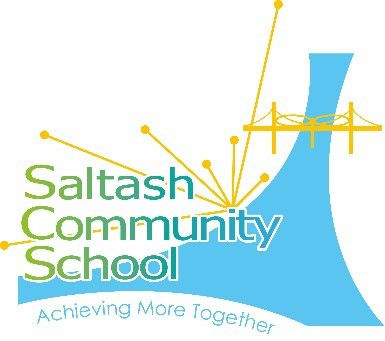 Saltash
Community
School
Achieving More Together